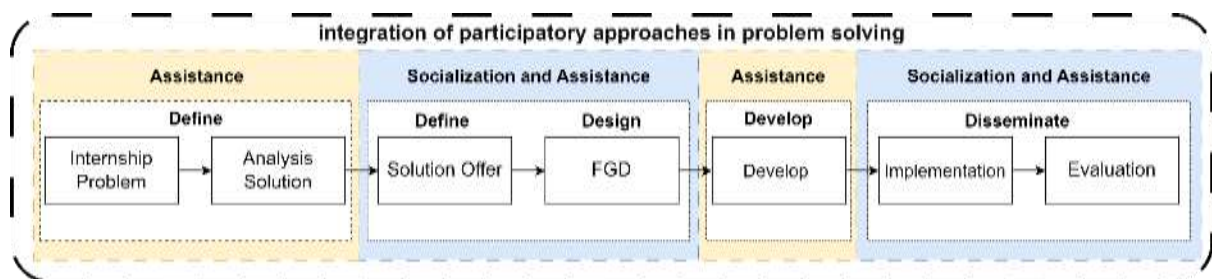 integration of participatory approaches in problem solving
Assistance
Socialization and Assistance
Assistance
Socialization and Assistance
Define
Define
Design
Develop
Disseminate
Internship
Problem
Analysis
Solution
Solution Offer
FGD
Develop
Implementation
Evaluation